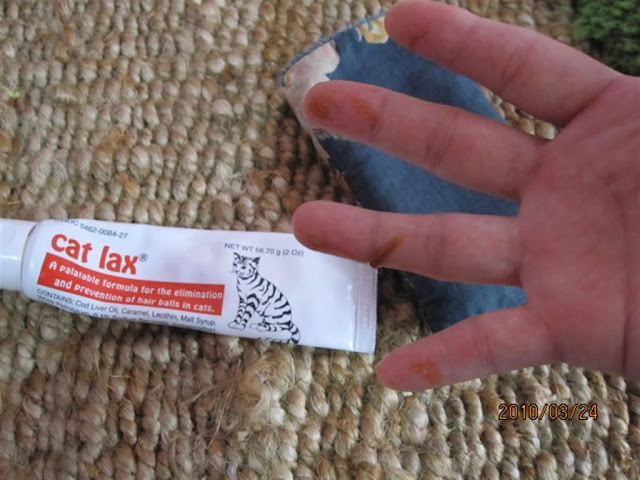 NDC 0462-0084-27
NET WT 56.70 g (2 Oz)
cat lax®
A palatable formula for the elimination
and prevention of hair balls in cats.
CONTAINS: Cod Liver Oil, Caramel, Lecithin, Malt Syrup,
2010/03/24